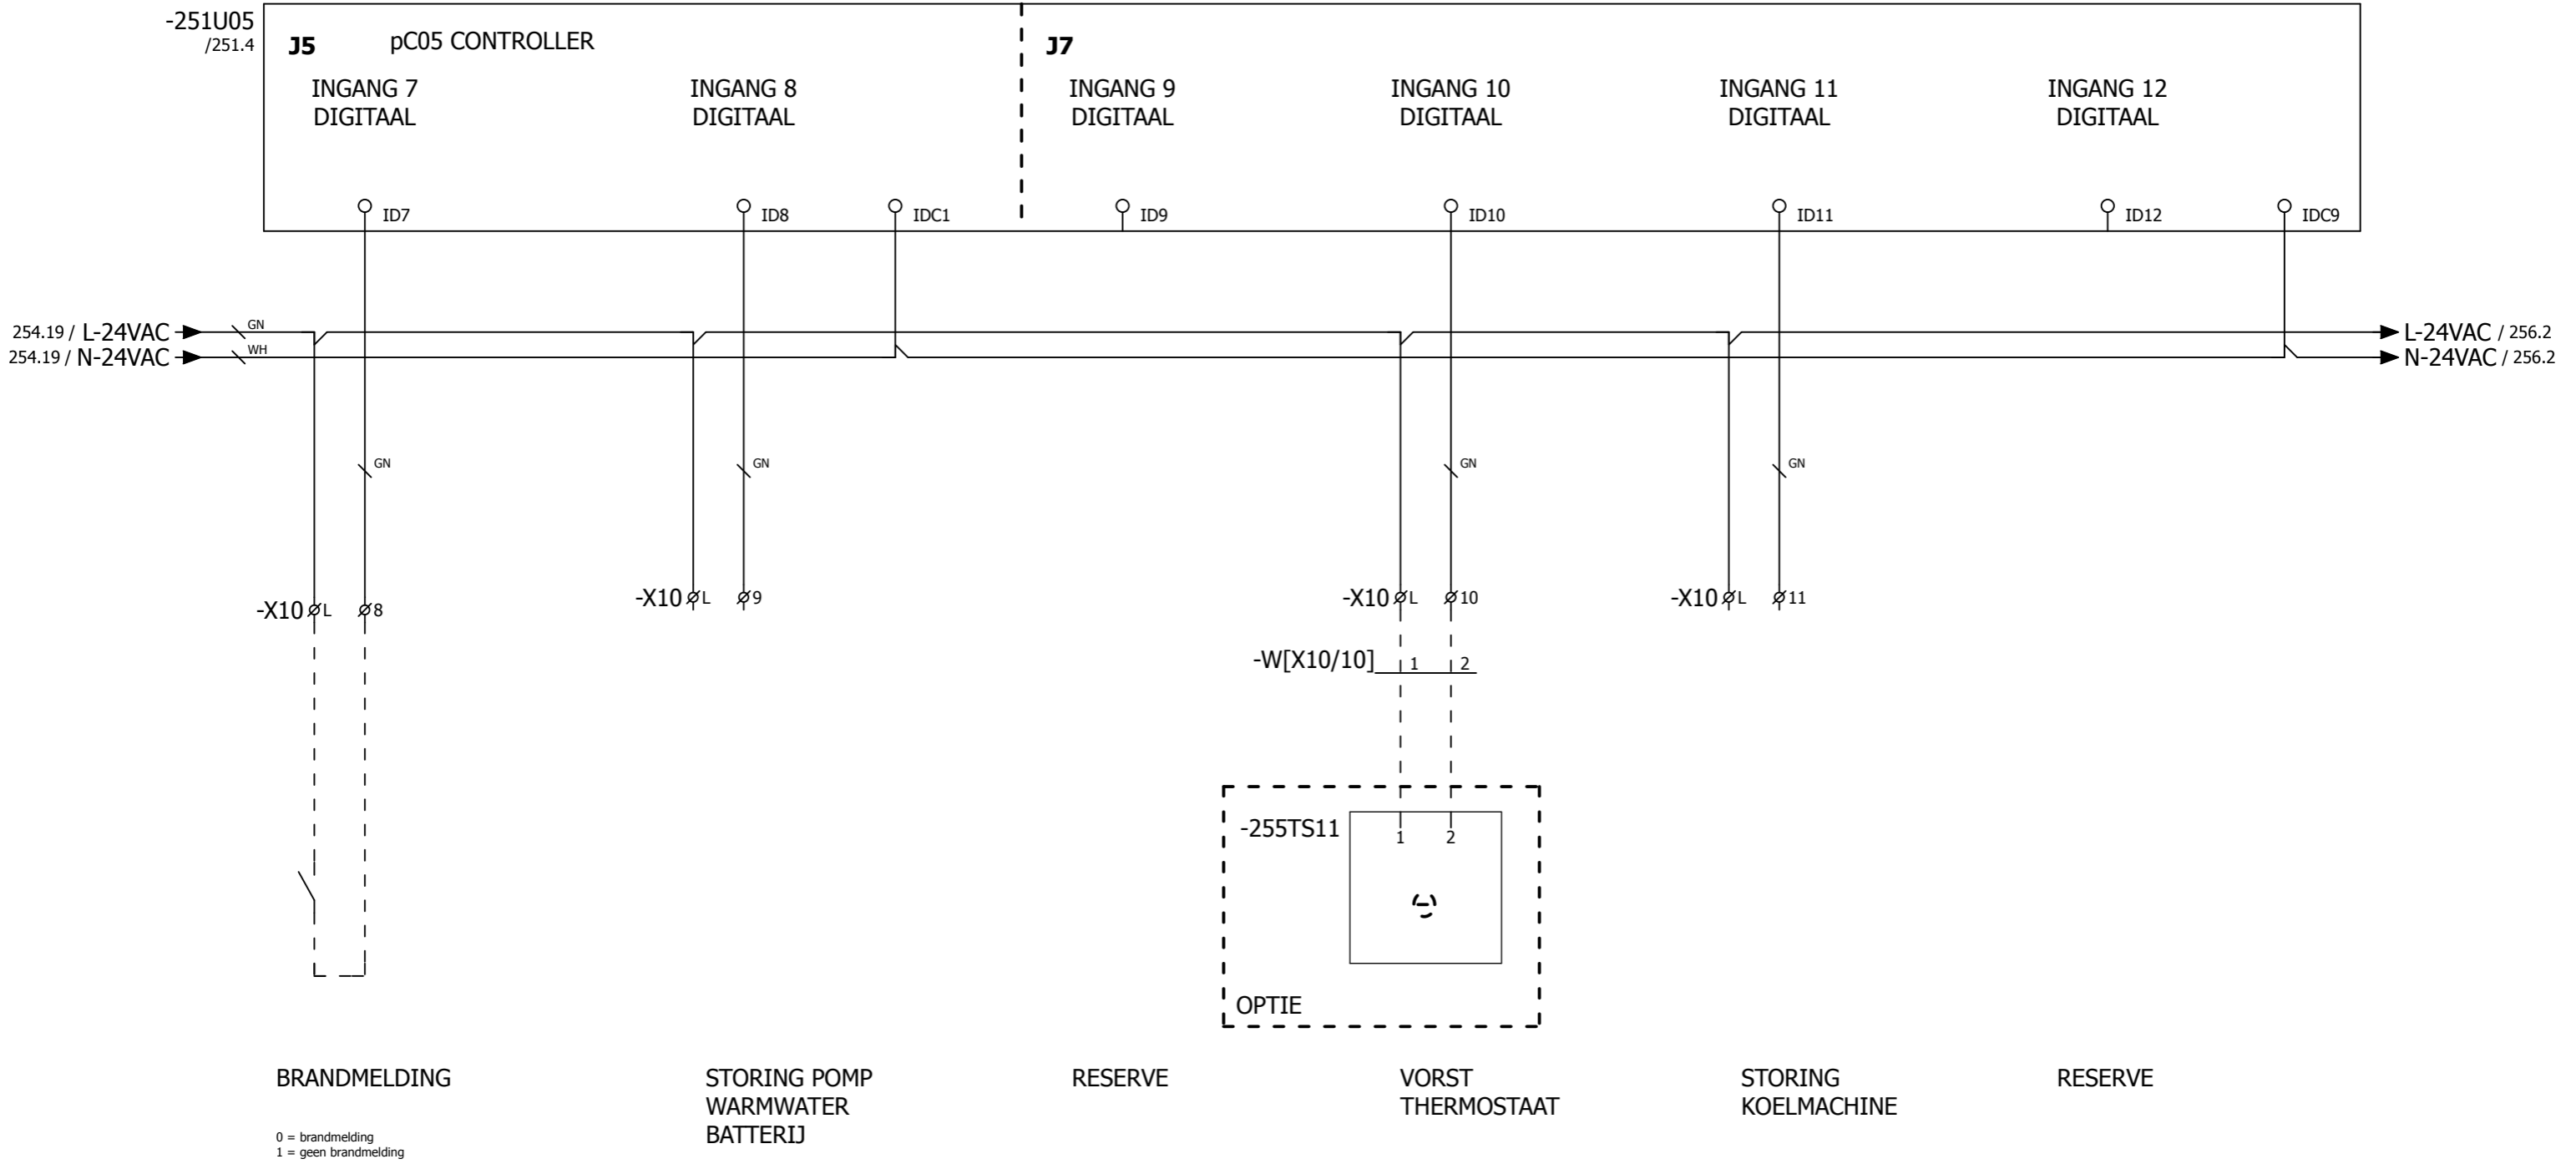 -251U05
/251.4
J5
pC05 CONTROLLER
J7
INGANG 7
DIGITAAL
INGANG 8
DIGITAAL
INGANG 9
DIGITAAL
INGANG 10
DIGITAAL
INGANG 11
DIGITAAL
INGANG 12
DIGITAAL
ID7
ID8
IDC1
ID9
ID10
ID11
ID12
IDC9
254.19 / L-24VAC
GN
L-24VAC / 256.2
254.19 / N-24VAC
WH
N-24VAC / 256.2
GN
GN
GN
GN
-X10 L 8
-X10 L 9
-X10 L 10
-X10 L 11
-W[X10/10] 1 2
-255TS11
1 2
OPTIE
BRANDMELDING
0 = brandmelding
1 = geen brandmelding
STORING POMP
WARMWATER
BATTERIJ
RESERVE
VORST
THERMOSTAAT
STORING
KOELMACHINE
RESERVE